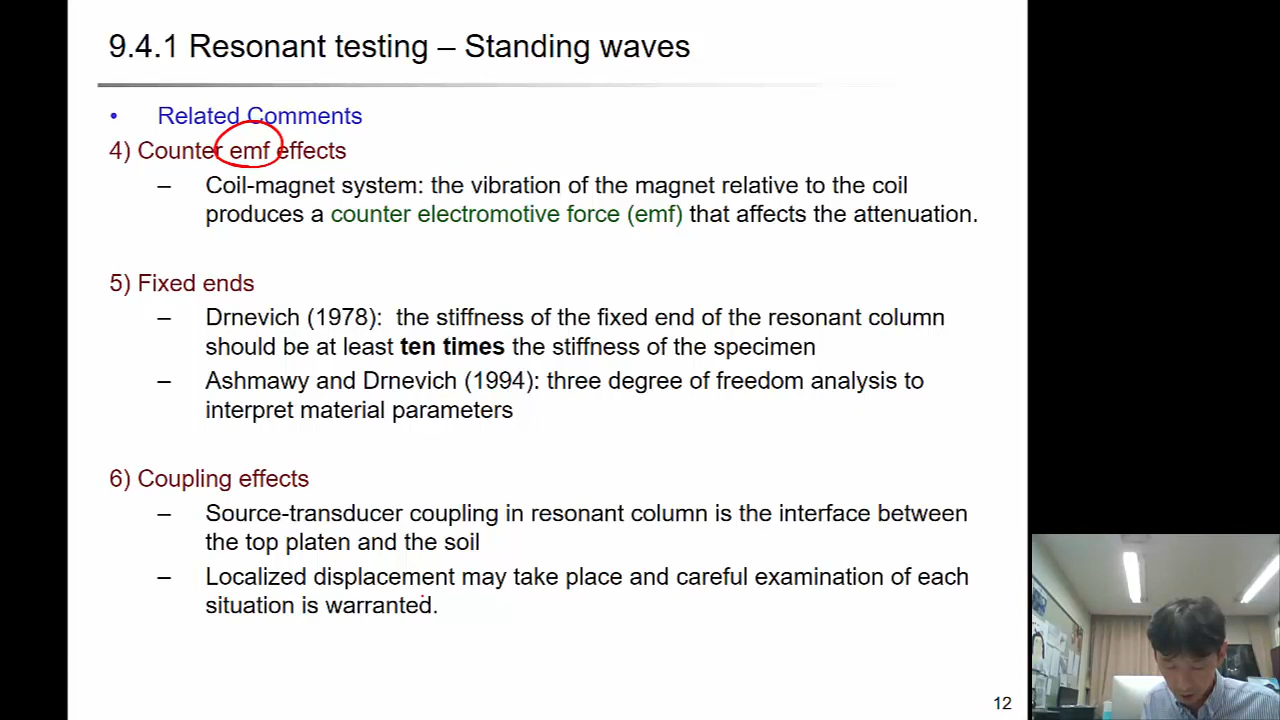 9.4.1 Resonant testing – Standing waves
• Related Comments
4) Counter emf effects
– Coil-magnet system: the vibration of the magnet relative to the coil
produces a counter electromotive force (emf) that affects the attenuation.
5) Fixed ends
– Drnevich (1978): the stiffness of the fixed end of the resonant column
should be at least ten times the stiffness of the specimen
– Ashmawy and Drnevich (1994): three degree of freedom analysis to
interpret material parameters
6) Coupling effects
– Source-transducer coupling in resonant column is the interface between
the top platen and the soil
– Localized displacement may take place and careful examination of each
situation is warranted.
12